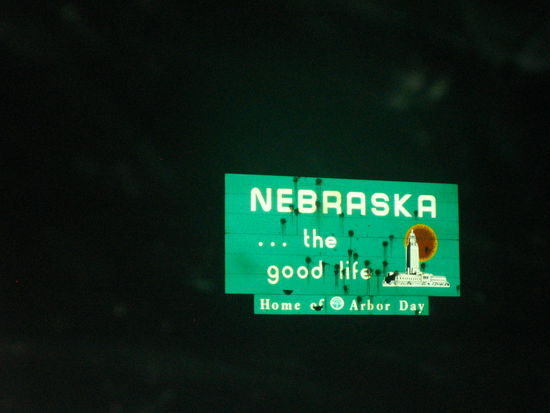 NEBRASKA
... the
good life
Home of Arbor Day